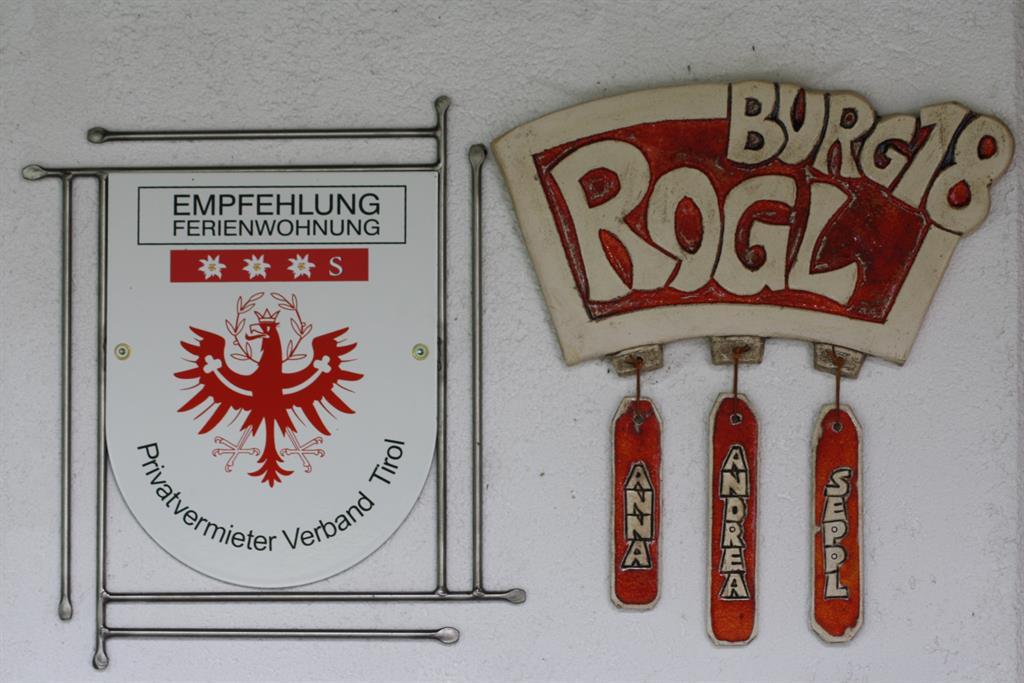 EMPFEHLUNG
FERIENWOHNUNG
S
Privatvermieter Verband Tirol
BURG 18
ROGL
ANNA
ANDREA
SEPPL